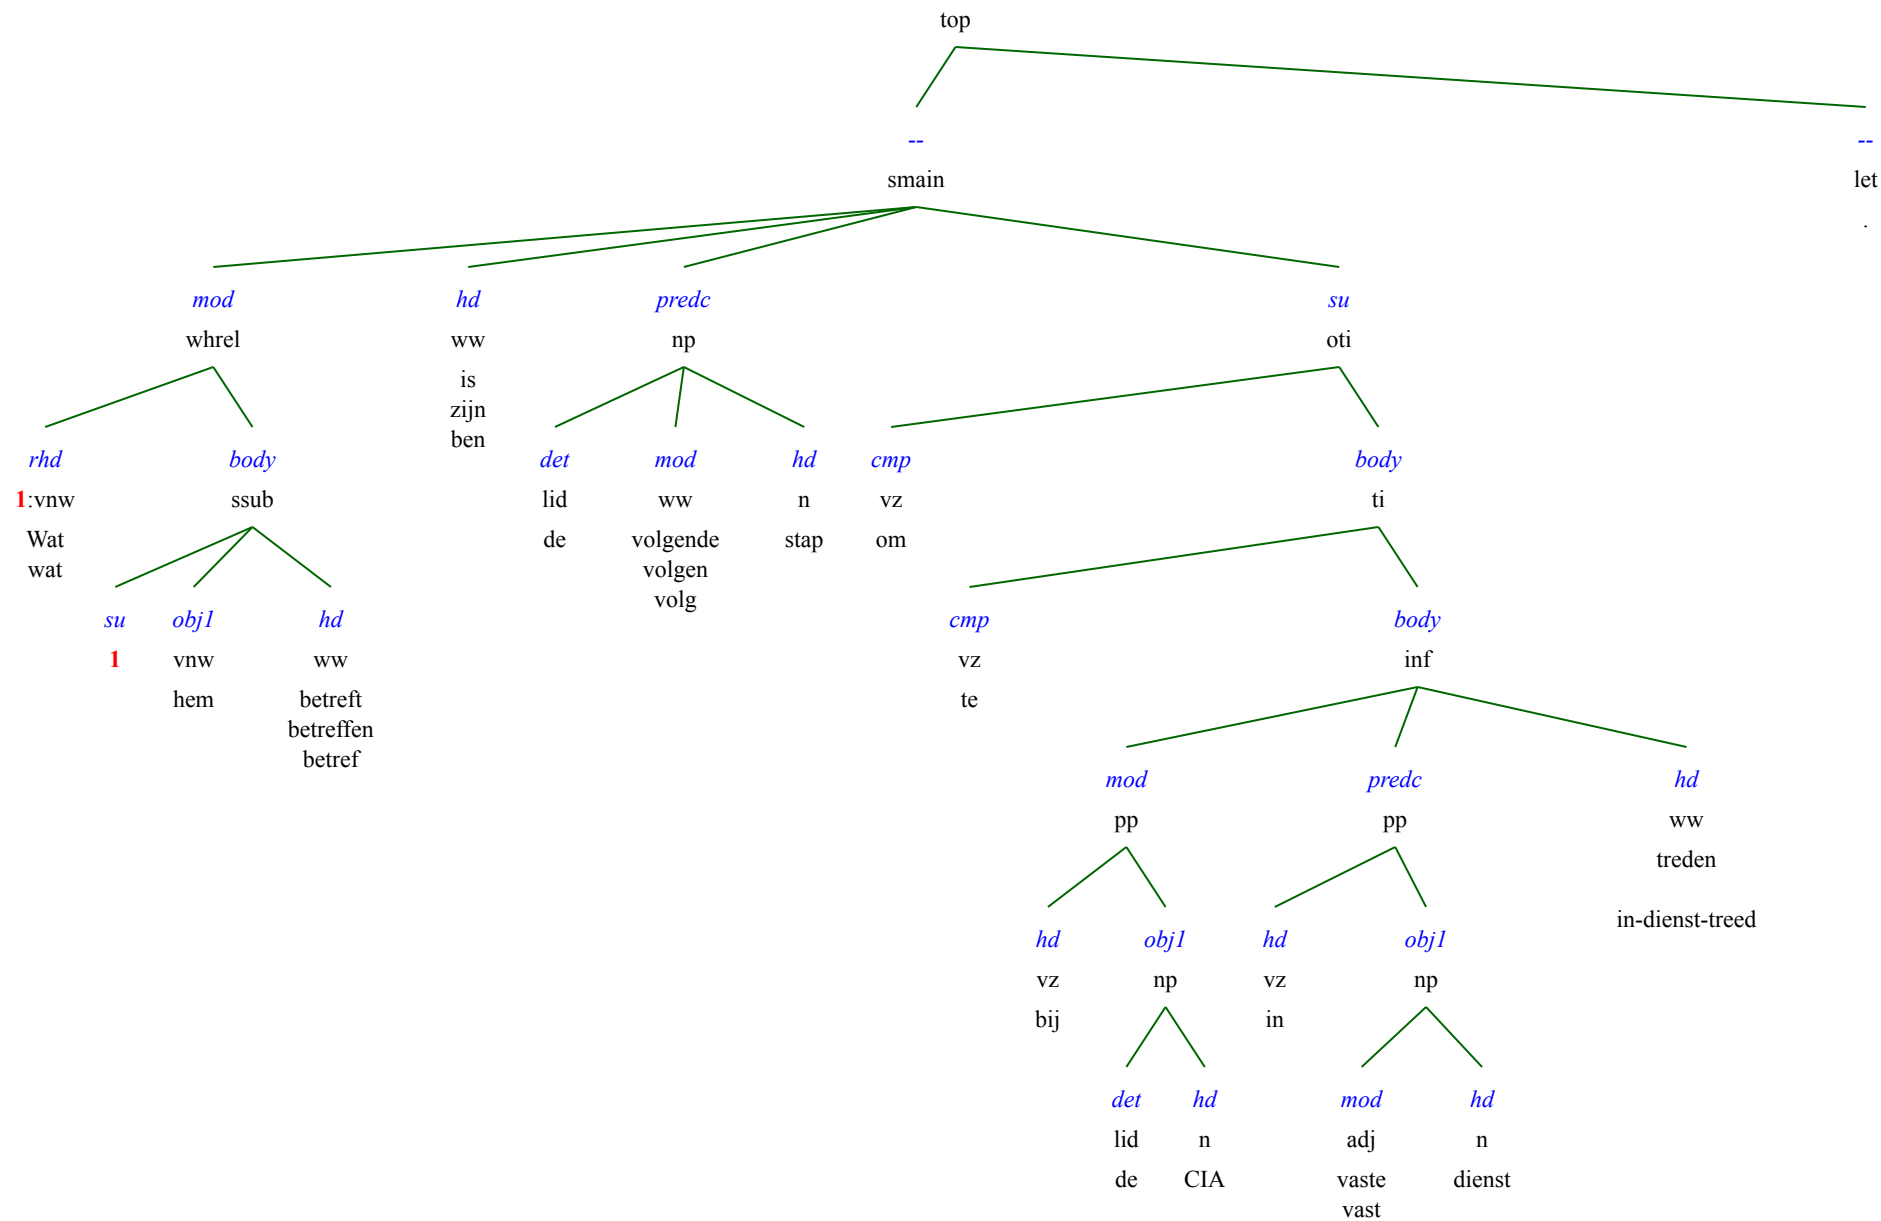 top
-- --
smain let
.
mod hd predc su
whrel ww np oti
is
zijn
ben
rhd body det mod hd cmp body
1:vnw ssub lid ww n vz ti
Wat de volgende stap om
wat volgen
volg
su obj1 hd cmp body
1 vnw ww vz inf
hem betreft te
betreffen
betref
mod predc hd
pp pp ww
treden
in-dienst-treed
hd obj1 hd obj1
vz np vz np
bij in
det hd mod hd
lid n adj n
de CIA vaste dienst
vast